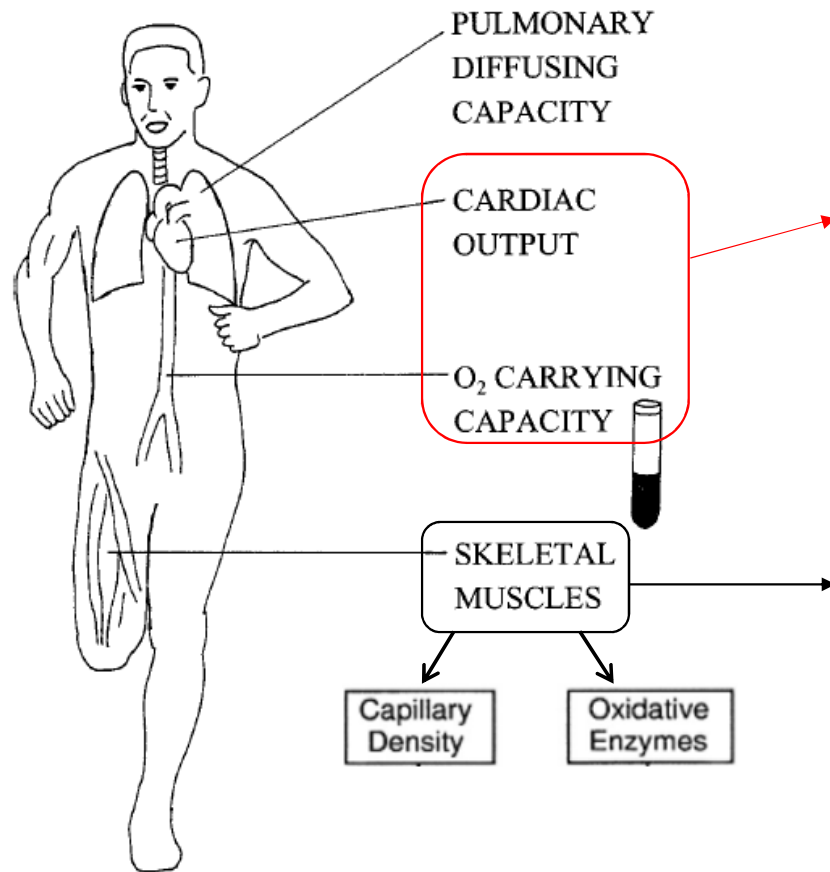 PULMONARY
DIFFUSING
CAPACITY
CARDIAC
OUTPUT
O₂ CARRYING
CAPACITY
SKELETAL
MUSCLES
Capillary
Density
Oxidative
Enzymes